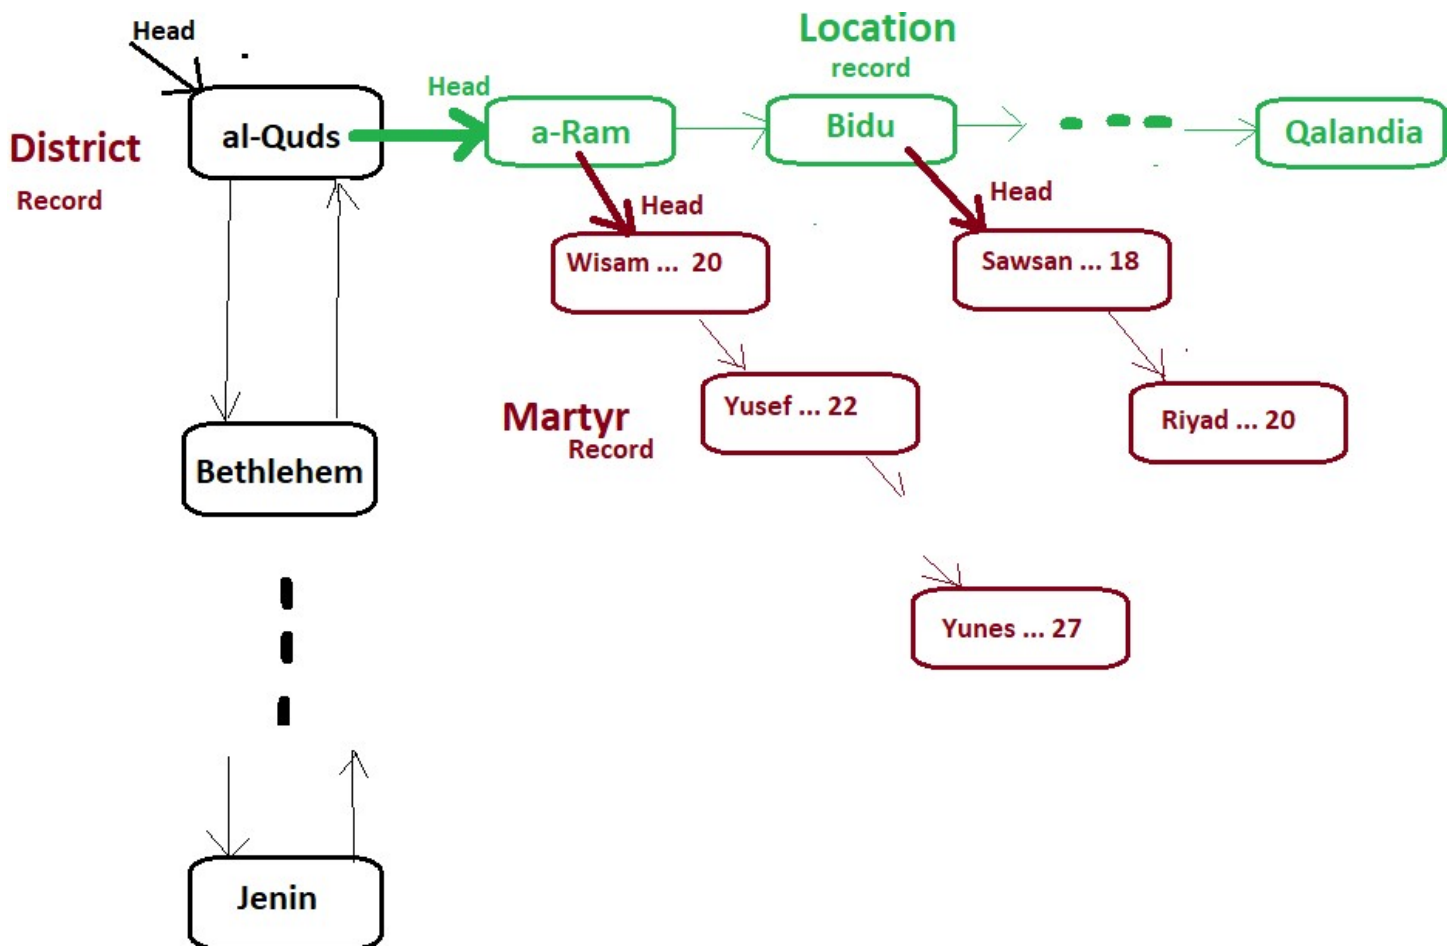 Head
Location
record
Head
District
Record
al-Quds
a-Ram
Bidu
Qalandia
Head
Head
Wisam ... 20
Sawsan ... 18
Martyr
Record
Yusef ... 22
Riyad ... 20
Bethlehem
Yunes ... 27
Jenin